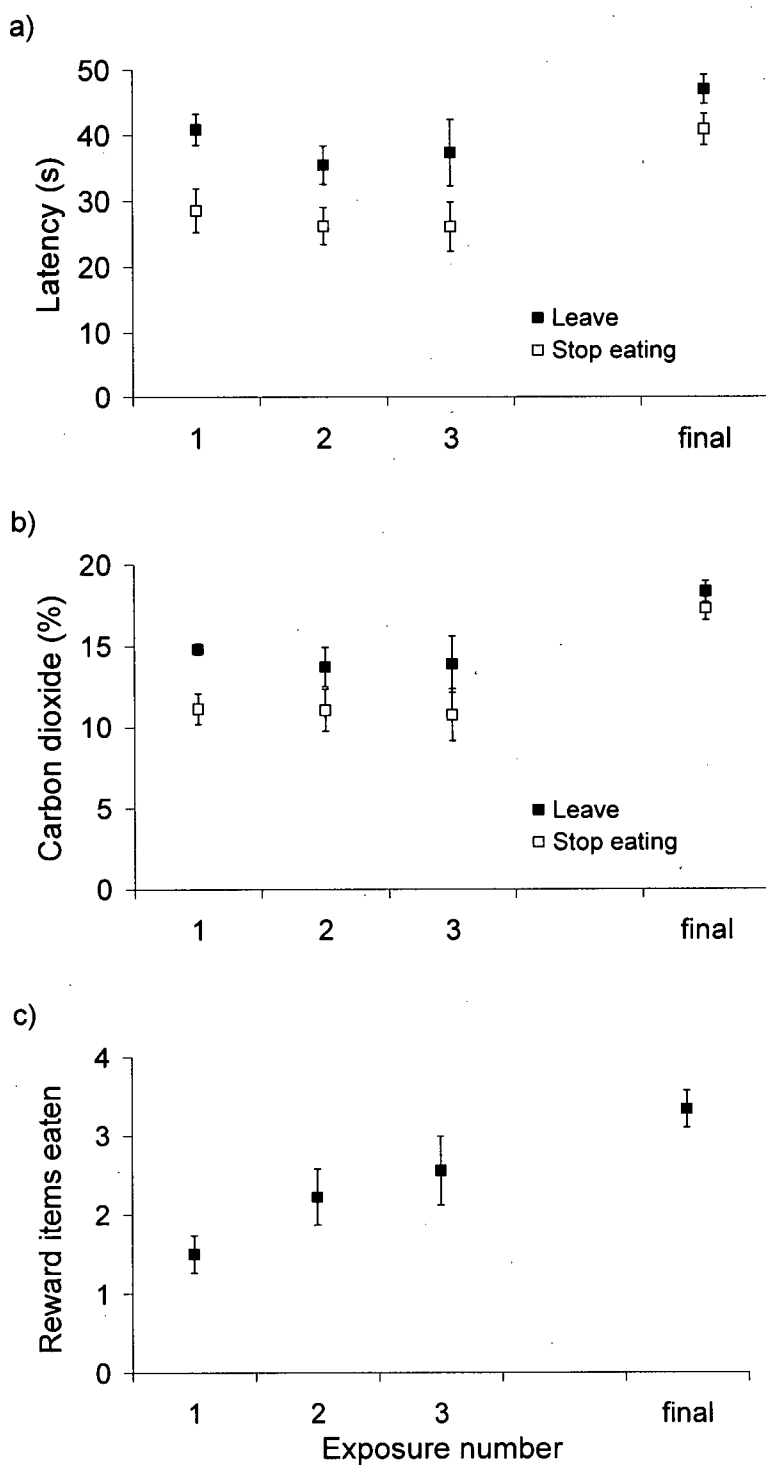 a)
Latency (s)
50
40
30
20
10
0
■ Leave
□ Stop eating
1 2 3 final
b)
Carbon dioxide (%)
20
15
10
5
0
■ Leave
□ Stop eating
1 2 3 final
c)
Reward items eaten
4
3
2
1
0
1 2 3 final
Exposure number